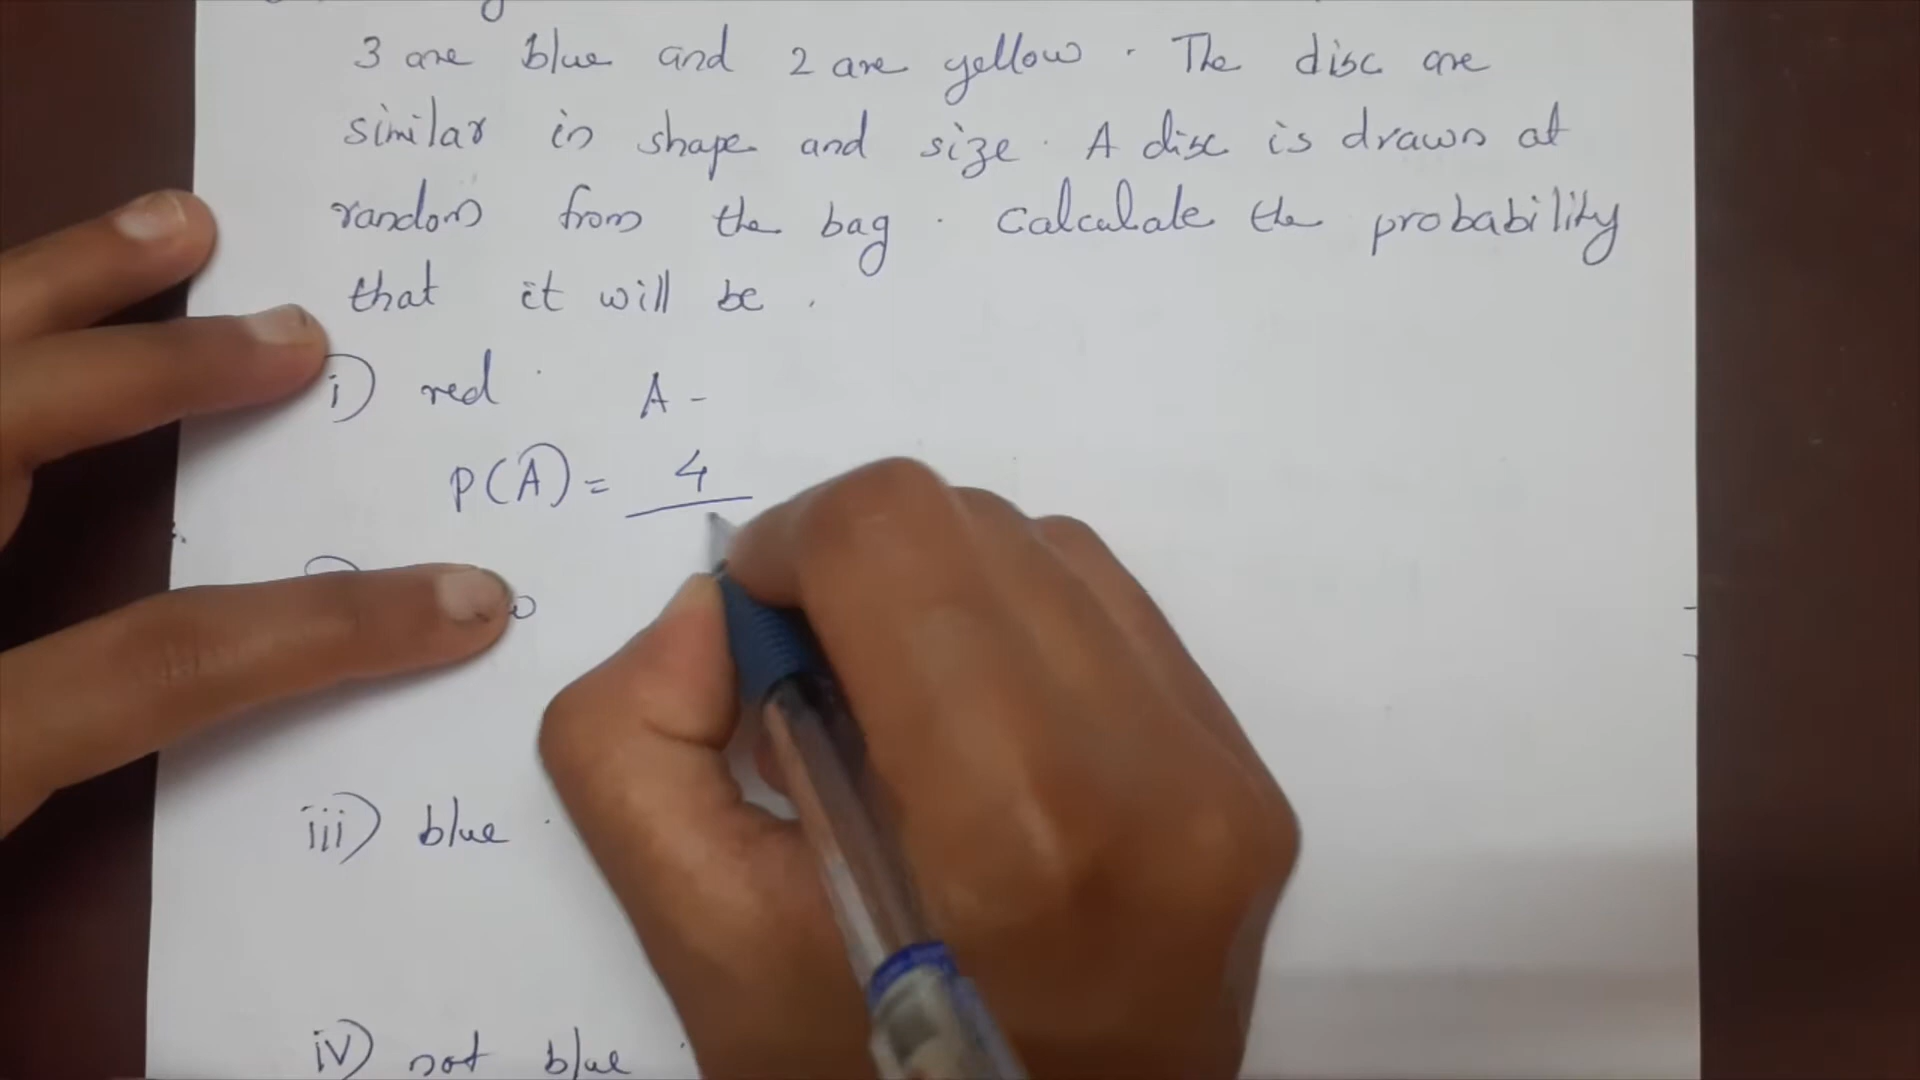 3 are blue and 2 are yellow . The disc are
similar in shape and size . A disc is drawn at
random from the bag . Calculate the probability
that it will be .
i) red . A -
P(A) = 4
iii) blue .
iv) not blue .